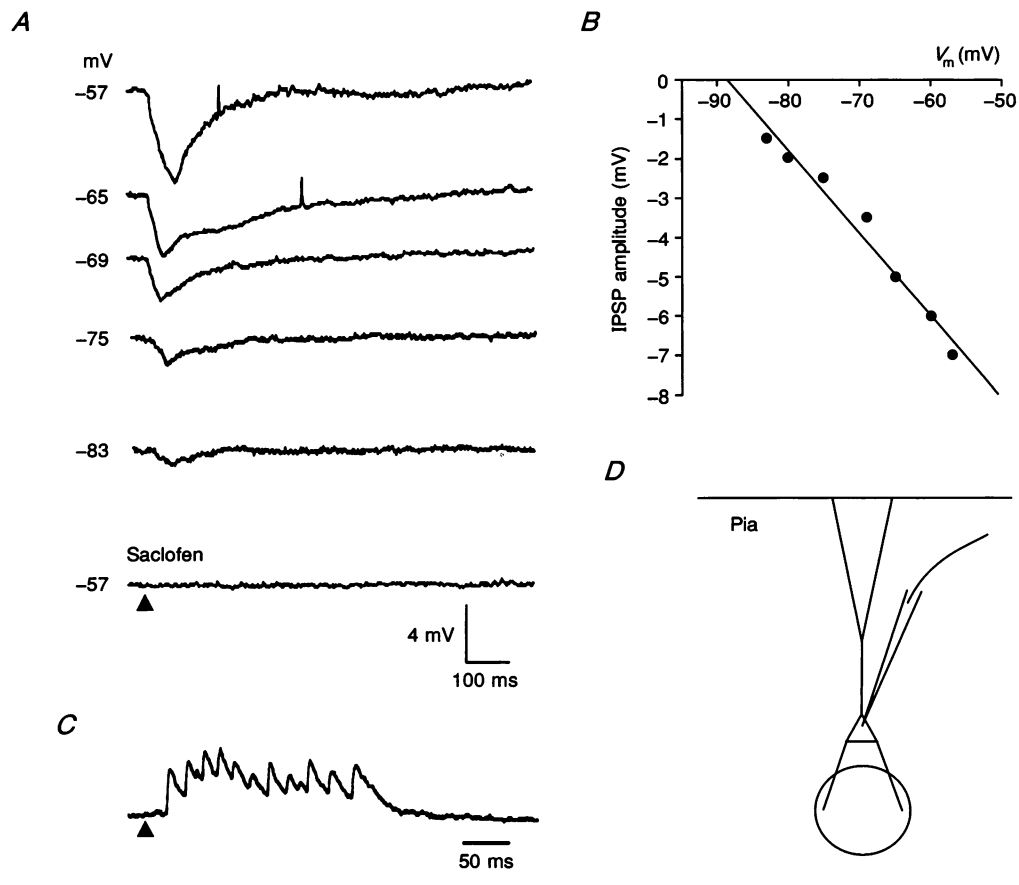 A
mV
–57
–65
–69
–75
–83
Saclofen
–57
4 mV
100 ms
B
Vm (mV)
0
–90
–80
–70
–60
–50
–1
–2
–3
–4
–5
–6
–7
–8
IPSP amplitude (mV)
C
50 ms
D
Pia